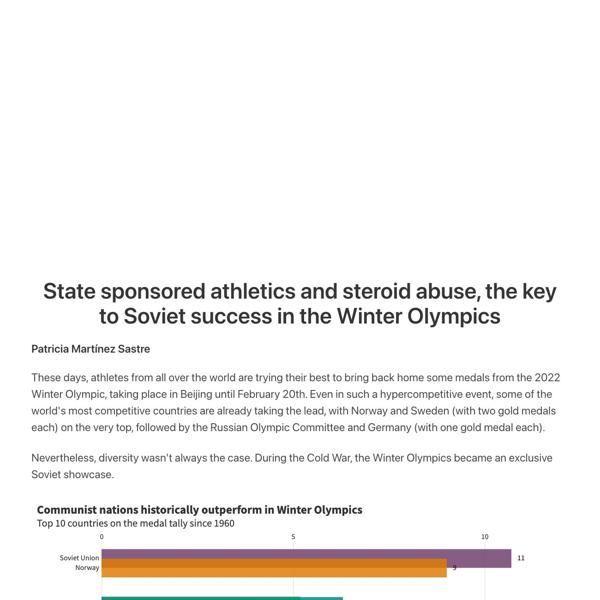 State sponsored athletics and steroid abuse, the key
to Soviet success in the Winter Olympics
Patricia Martínez Sastre
These days, athletes from all over the world are trying their best to bring back home some medals from the 2022
Winter Olympic, taking place in Beijing until February 20th. Even in such a hypercompetitive event, some of the
world's most competitive countries are already taking the lead, with Norway and Sweden (with two gold medals
each) on the very top, followed by the Russian Olympic Committee and Germany (with one gold medal each).
Nevertheless, diversity wasn't always the case. During the Cold War, the Winter Olympics became an exclusive
Soviet showcase.
Communist nations historically outperform in Winter Olympics
Top 10 countries on the medal tally since 1960
0 5 10
Soviet Union 11
Norway 9